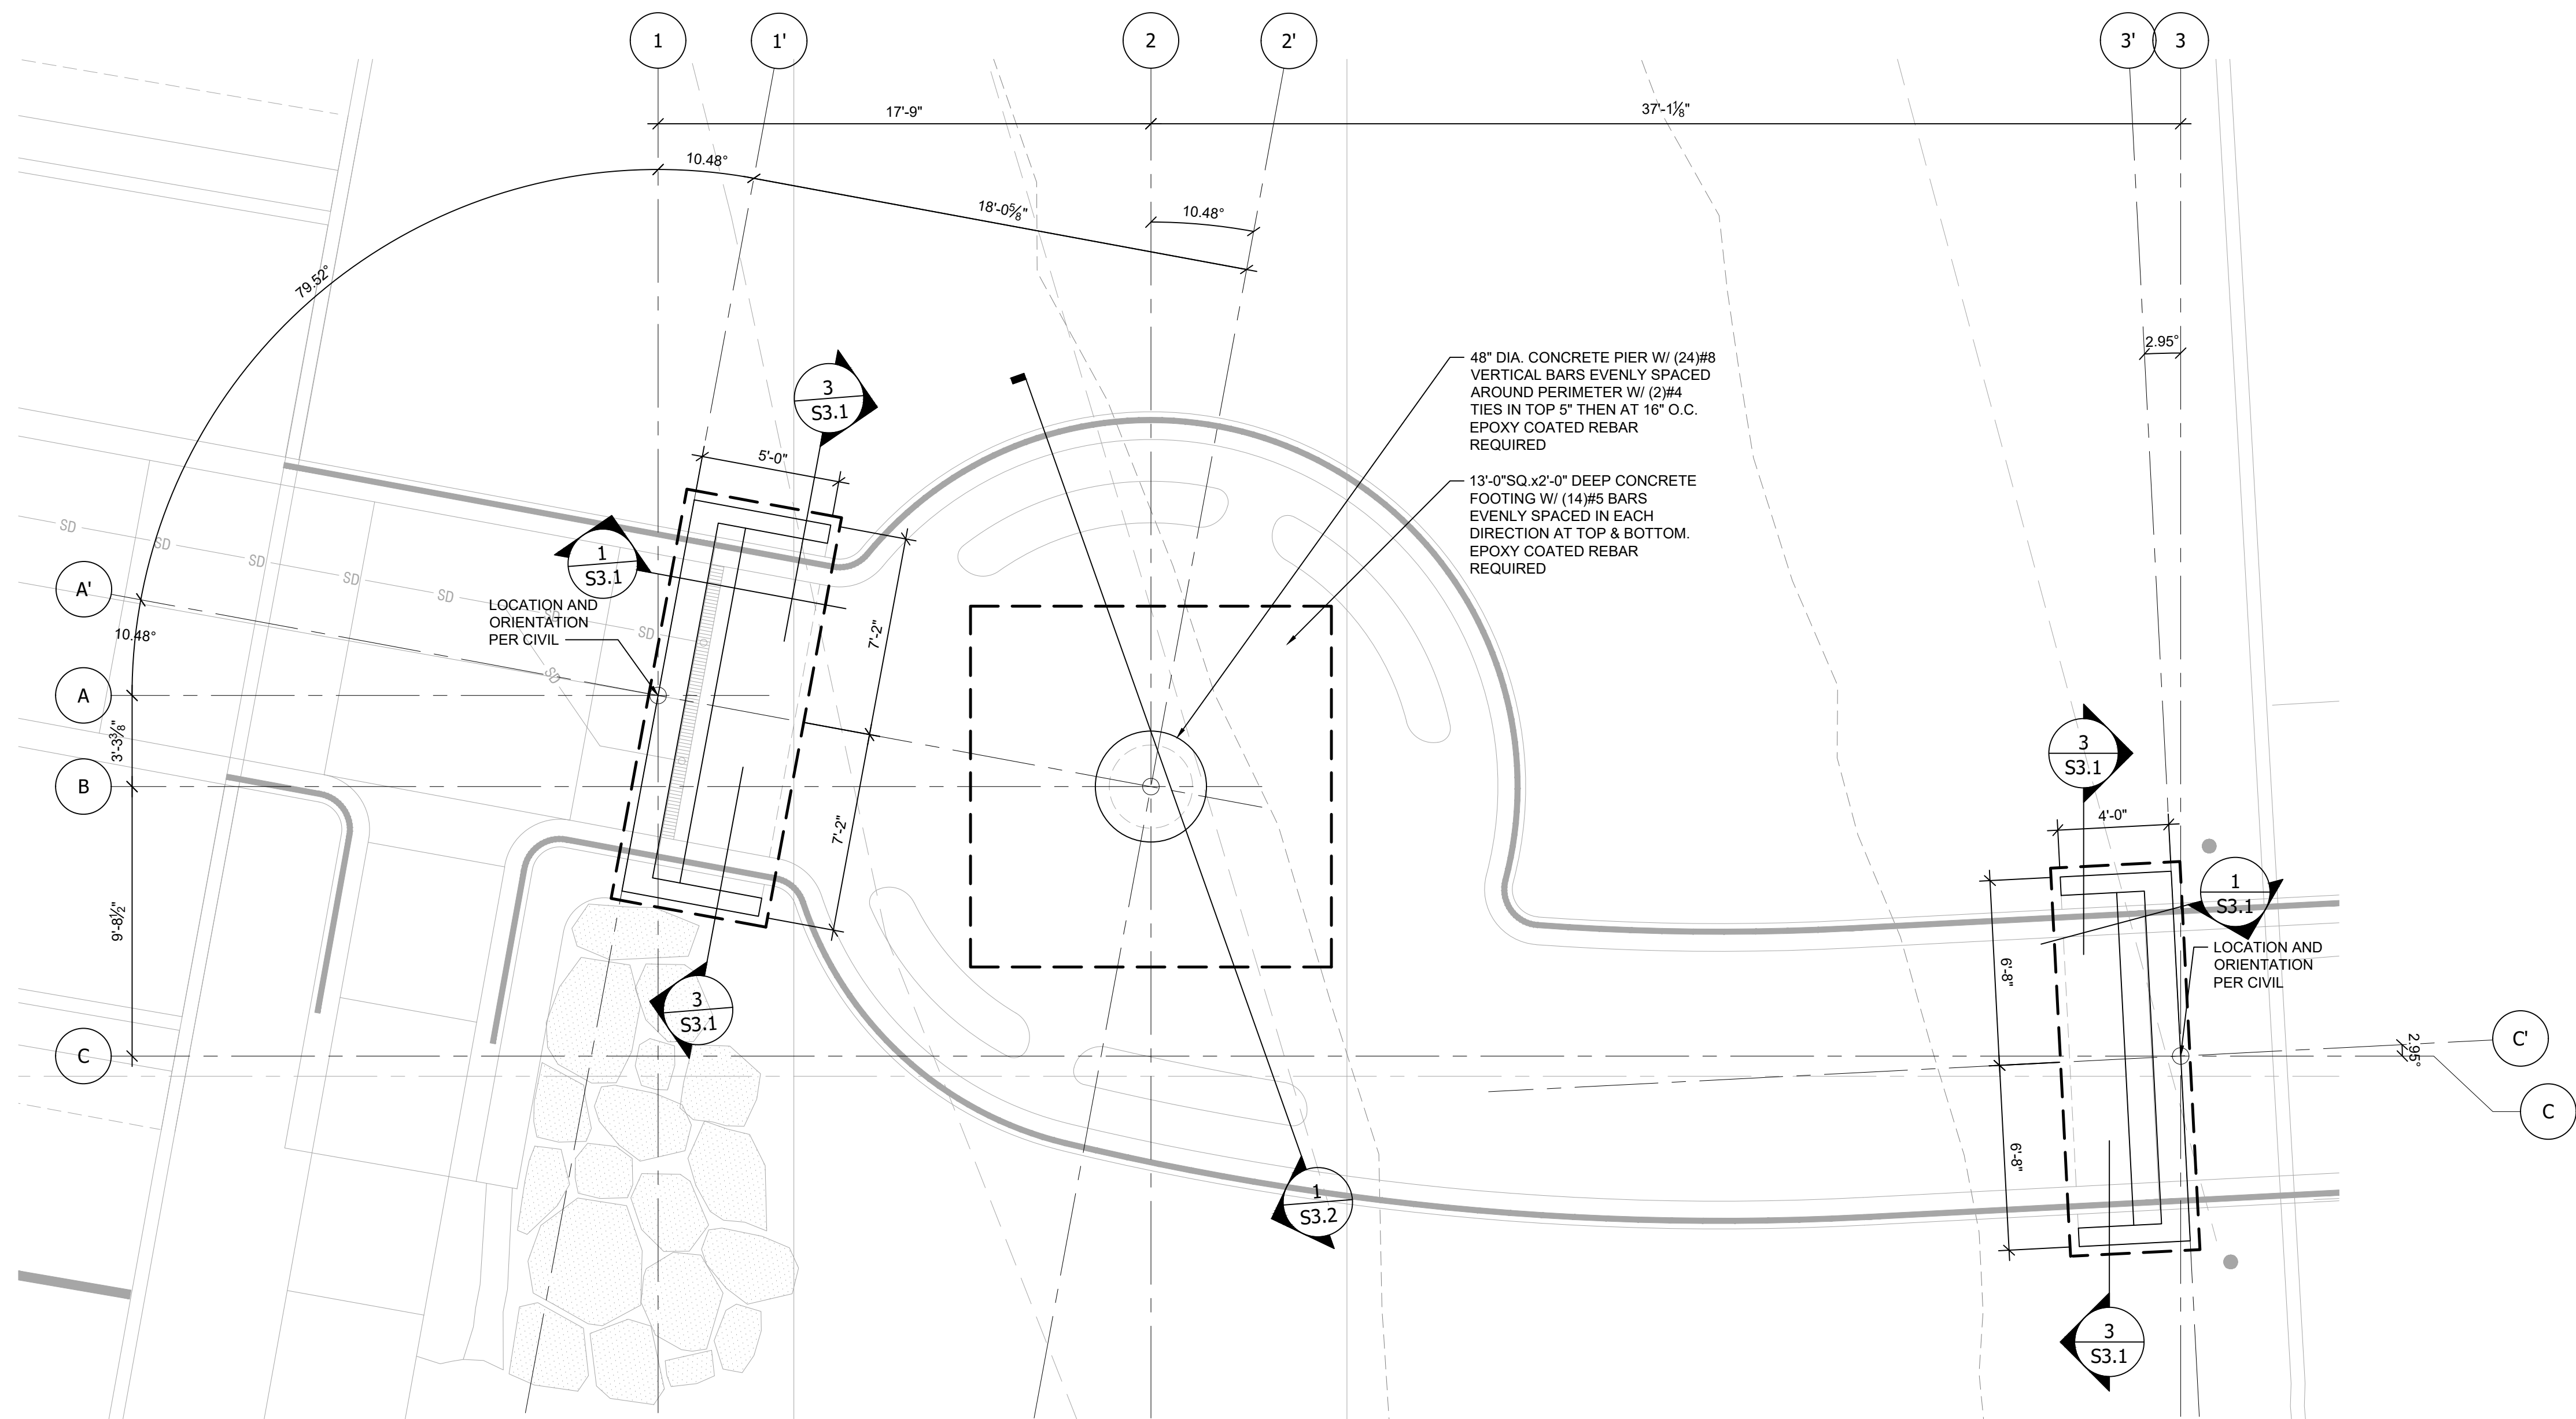 1
1'
2
2'
3'
3
17'-9"
37'-1⅛"
10.48°
18'-0⅝"
10.48°
79.52°
2.95°
48" DIA. CONCRETE PIER W/ (24)#8
VERTICAL BARS EVENLY SPACED
AROUND PERIMETER W/ (2)#4
TIES IN TOP 5" THEN AT 16" O.C.
EPOXY COATED REBAR
REQUIRED
3
S3.1
5'-0"
13'-0"SQ.x2'-0" DEEP CONCRETE
FOOTING W/ (14)#5 BARS
EVENLY SPACED IN EACH
DIRECTION AT TOP & BOTTOM.
EPOXY COATED REBAR
REQUIRED
SD
SD
SD
SD
SD
SD
SD
SD
1
S3.1
A'
LOCATION AND
ORIENTATION
PER CIVIL
10.48°
7'-2"
A
3'-3⅜"
B
3
S3.1
7'-2"
4'-0"
9'-8½"
1
S3.1
LOCATION AND
ORIENTATION
PER CIVIL
6'-8"
3
S3.1
C
C'
2.95°
C
6'-8"
1
S3.2
3
S3.1